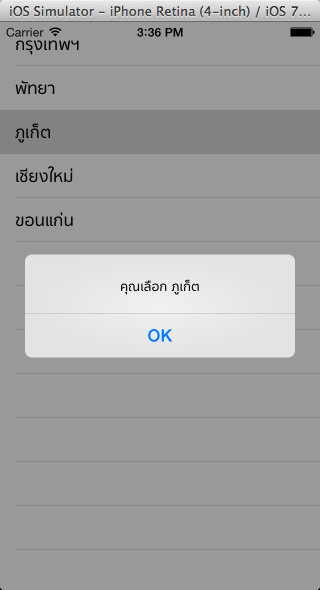 iOS Simulator – iPhone Retina (4-inch) / iOS 7...
Carrier 3:36 PM
กรุงเทพฯ
พัทยา
ภูเก็ต
เชียงใหม่
ขอนแก่น
คุณเลือก ภูเก็ต
OK